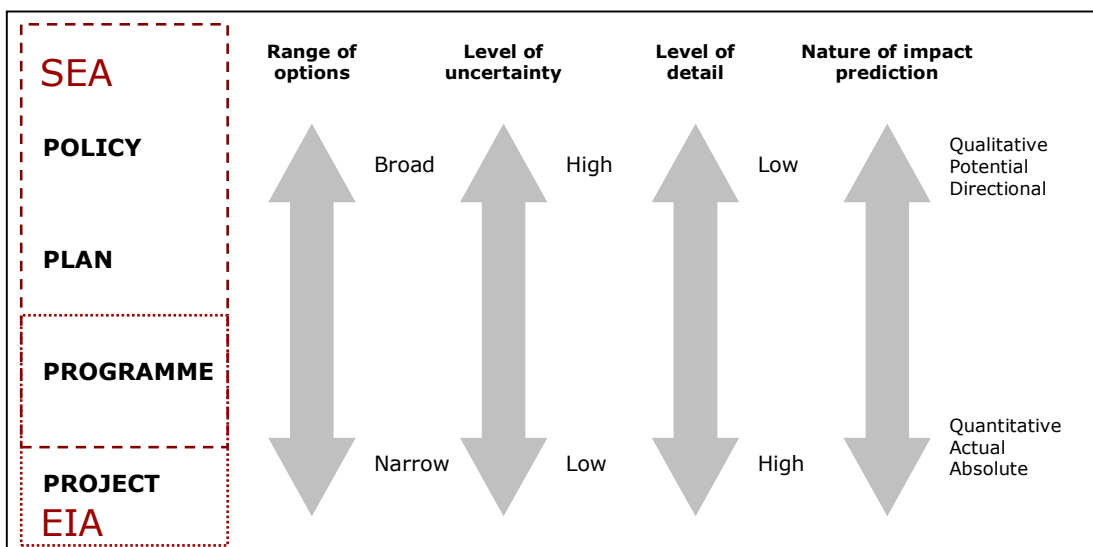 SEA
Range of
options
Level of
uncertainty
Level of
detail
Nature of impact
prediction
POLICY
Broad
High
Low
Qualitative
Potential
Directional
PLAN
PROGRAMME
PROJECT
EIA
Narrow
Low
High
Quantitative
Actual
Absolute